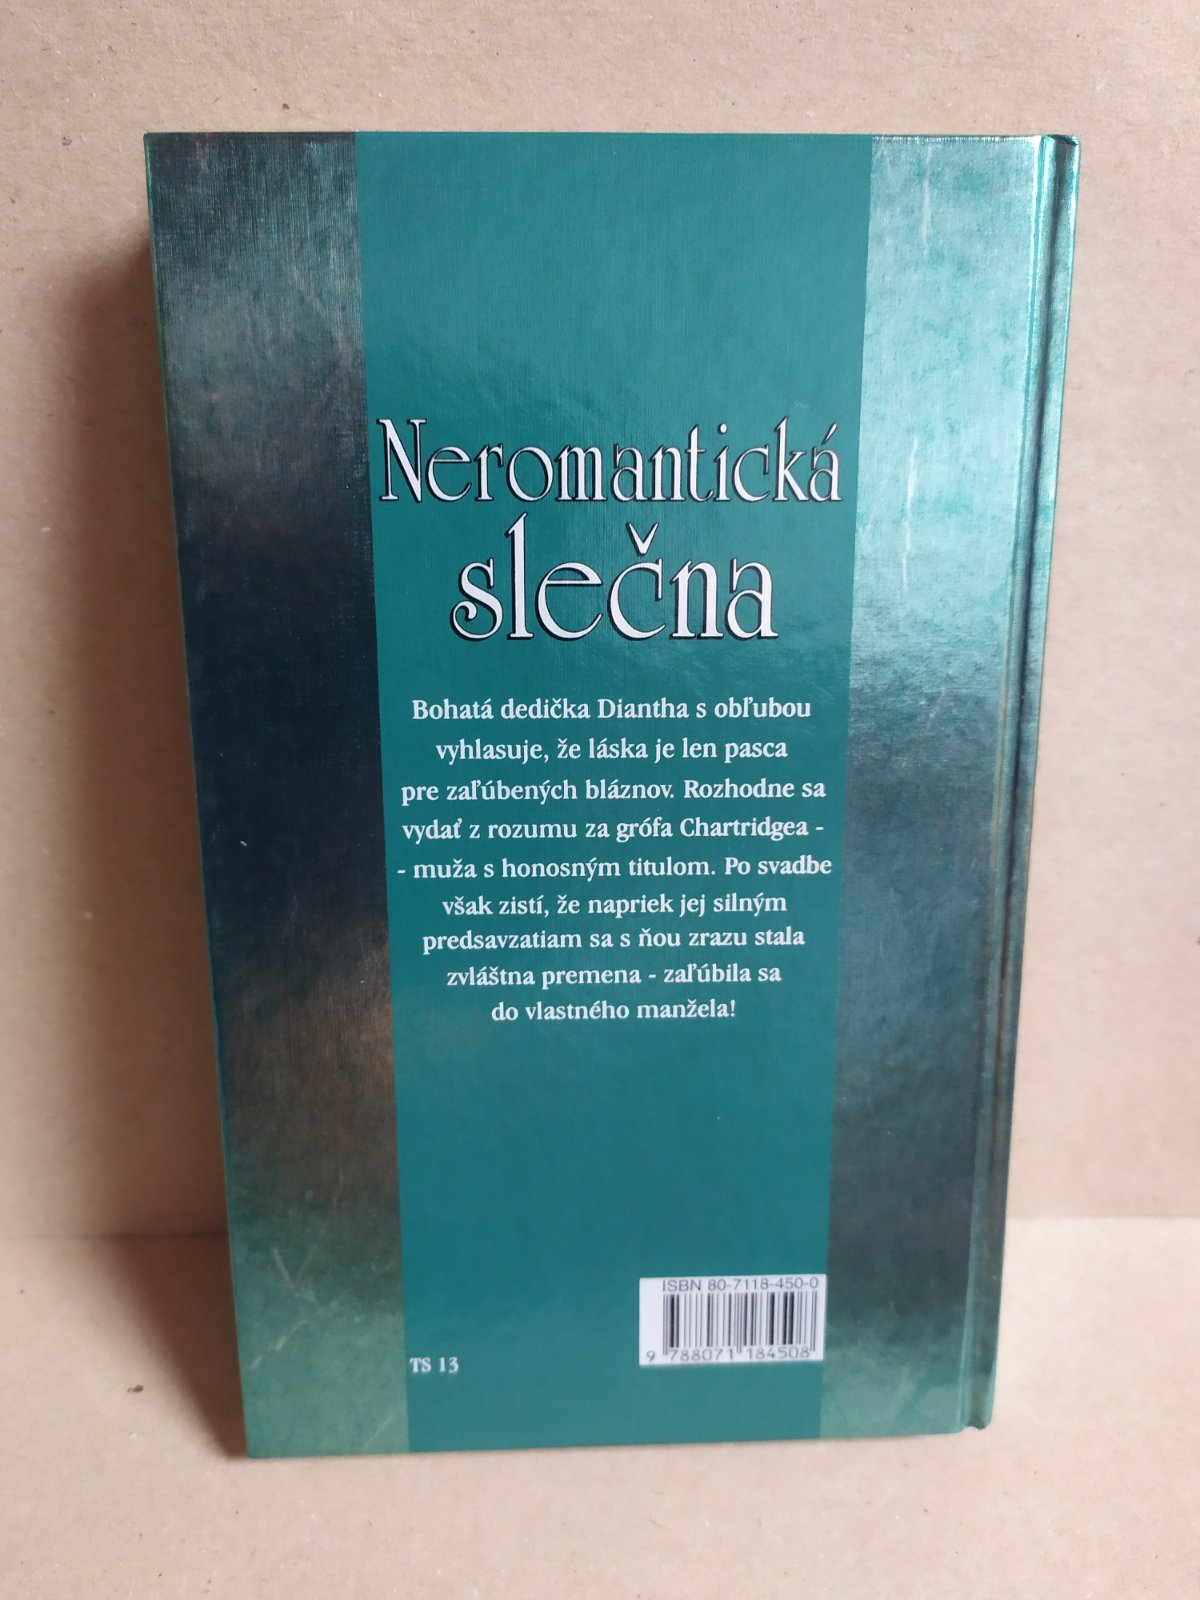 Neromantická
slečna
Bohatá dedička Diantha s obľubou
vyhlasuje, že láska je len pasca
pre zaľúbených bláznov. Rozhodne sa
vydať z rozumu za grófa Chartridgea -
- muža s honosným titulom. Po svadbe
však zistí, že napriek jej silným
predsavzatiam sa s ňou zrazu stala
zvláštna premena - zaľúbila sa
do vlastného manžela!
ISBN 80-7118-450-0
9 788071 184508
TS 13